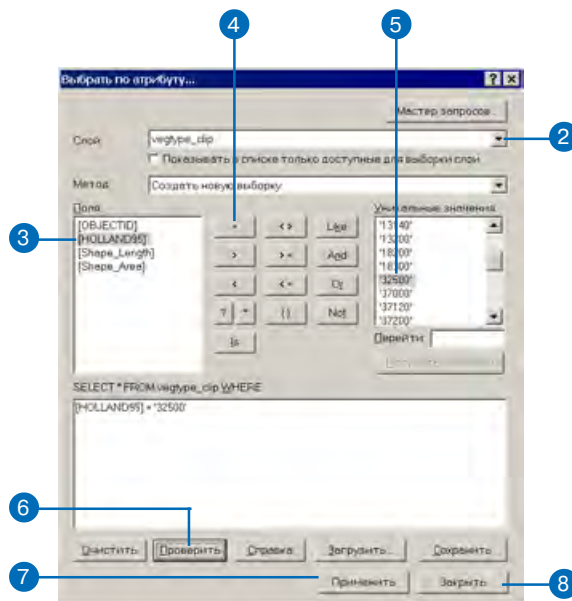 4
5
Выбрать по атрибуту...
Мастер запросов...
Слой:
vegtype_clip
2
Показывать в списке только доступные для выборки слои
Метод:
Создать новую выборку
Поля:
Уникальные значения
3
[OBJECTID]
[HOLLAND95]
[Shape_Length]
[Shape_Area]
= <> Like
> >= And
< <= Or
? * () Not
Is
'13140'
'13200'
'18200'
'18300'
'32500'
'37000'
'37120'
'37200'
Перейти:
SELECT * FROM vegtype_clip WHERE
[HOLLAND95] = '32500'
6
Очистить Проверить Справка Загрузить... Сохранить...
7
Применить Закрыть
8